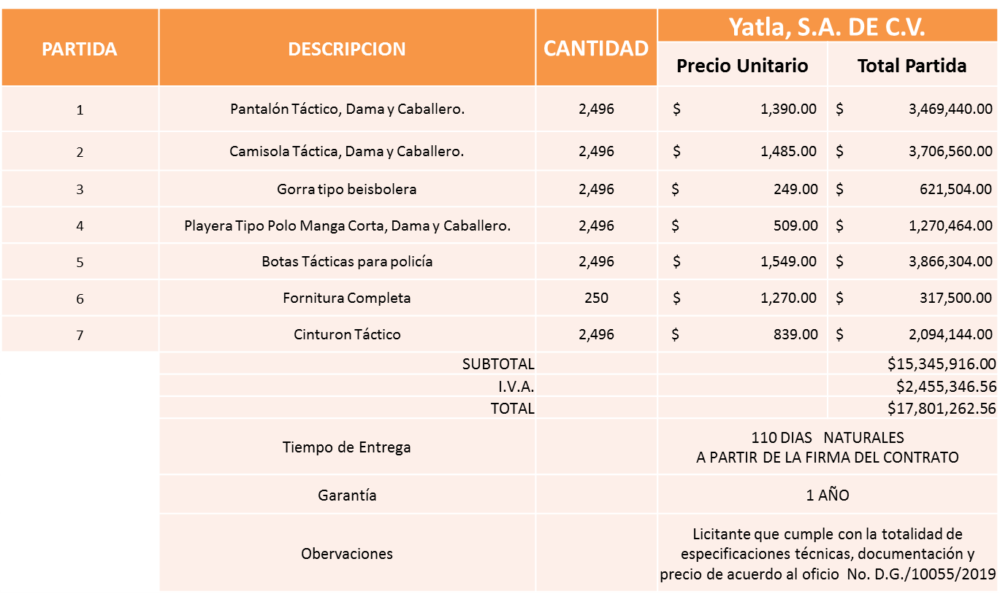 PARTIDA DESCRIPCION CANTIDAD Yatla, S.A. DE C.V.
Precio Unitario Total Partida
1 Pantalón Táctico, Dama y Caballero. 2,496 $ 1,390.00 $ 3,469,440.00
2 Camisola Táctica, Dama y Caballero. 2,496 $ 1,485.00 $ 3,706,560.00
3 Gorra tipo beisbolera 2,496 $ 249.00 $ 621,504.00
4 Playera Tipo Polo Manga Corta, Dama y Caballero. 2,496 $ 509.00 $ 1,270,464.00
5 Botas Tácticas para policía 2,496 $ 1,549.00 $ 3,866,304.00
6 Fornitura Completa 250 $ 1,270.00 $ 317,500.00
7 Cinturon Táctico 2,496 $ 839.00 $ 2,094,144.00
SUBTOTAL $15,345,916.00
I.V.A. $2,455,346.56
TOTAL $17,801,262.56
Tiempo de Entrega 110 DIAS NATURALES
A PARTIR DE LA FIRMA DEL CONTRATO
Garantía 1 AÑO
Obervaciones Licitante que cumple con la totalidad de
especificaciones técnicas, documentación y
precio de acuerdo al oficio No. D.G./10055/2019